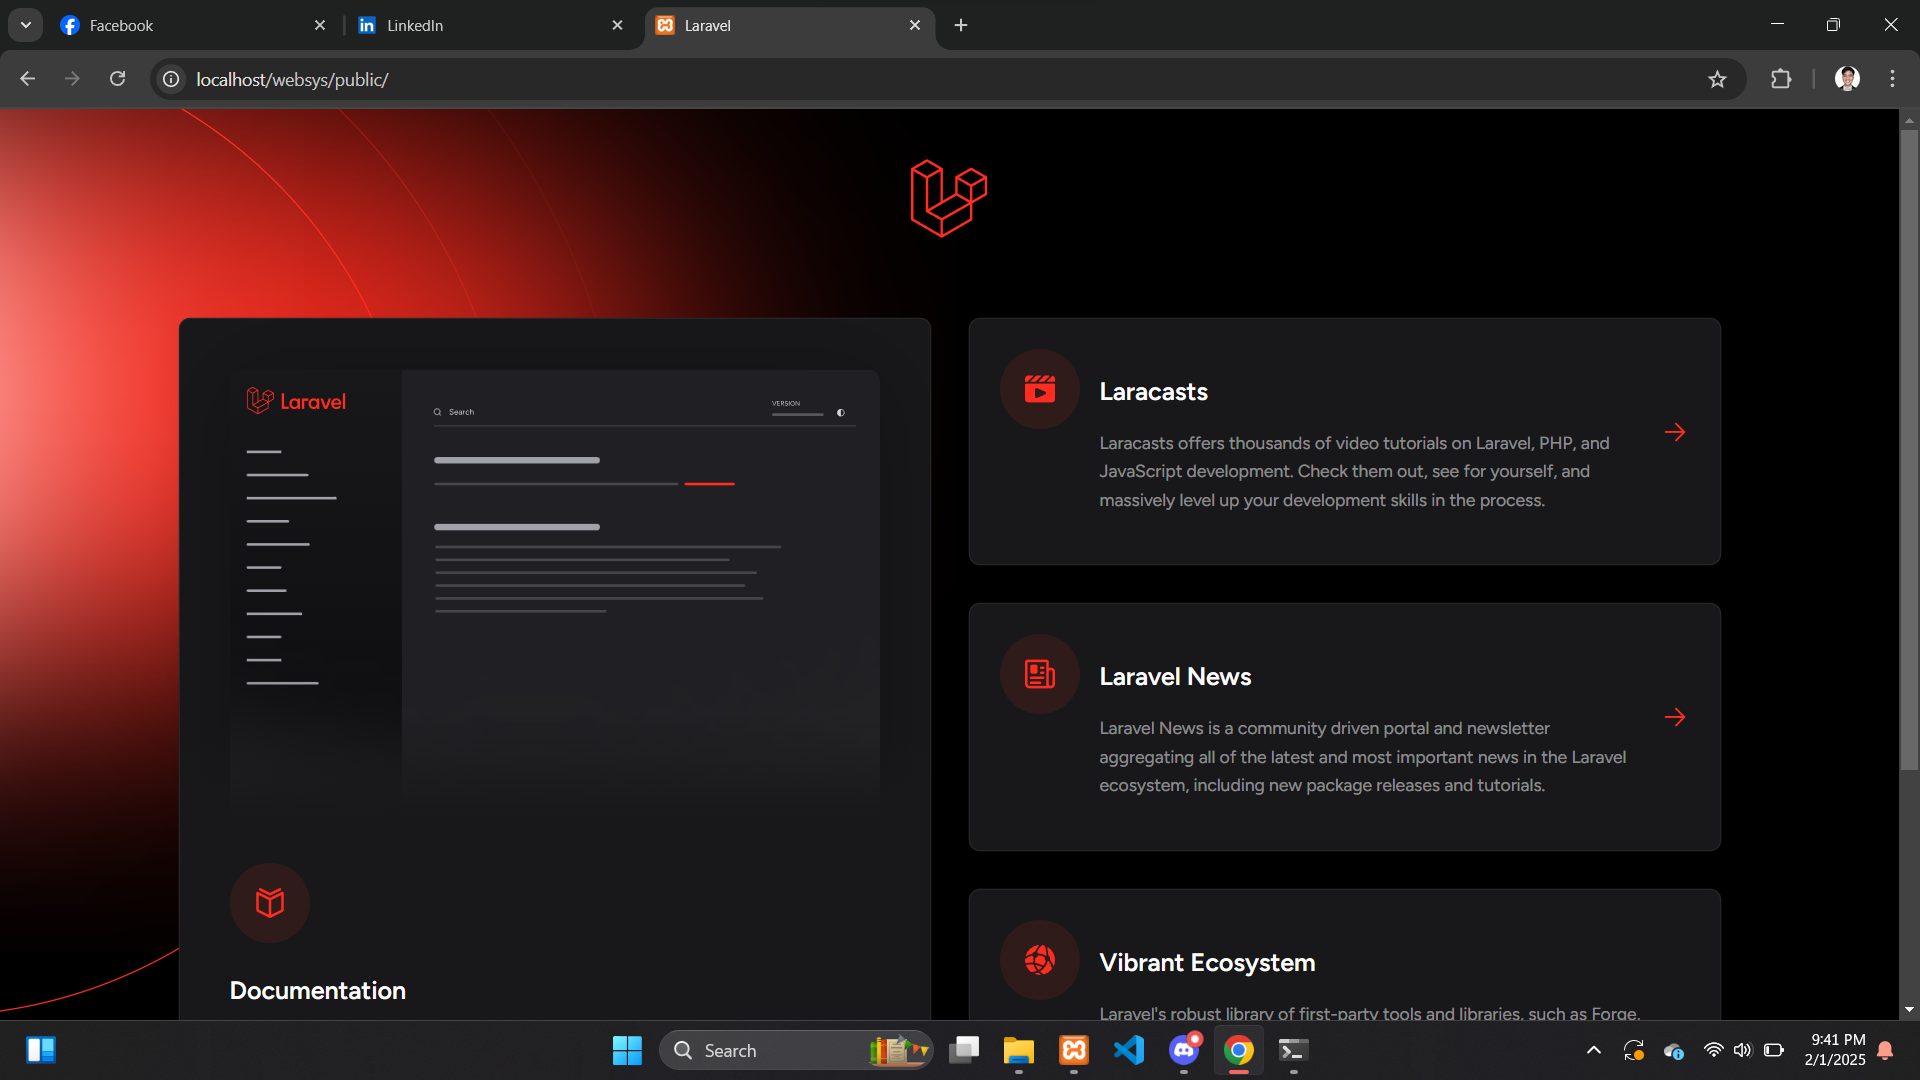 Facebook
LinkedIn
Laravel
localhost/websys/public/
Laravel
Search
VERSION
Documentation
Laracasts
Laracasts offers thousands of video tutorials on Laravel, PHP, and
JavaScript development. Check them out, see for yourself, and
massively level up your development skills in the process.
Laravel News
Laravel News is a community driven portal and newsletter
aggregating all of the latest and most important news in the Laravel
ecosystem, including new package releases and tutorials.
Vibrant Ecosystem
Laravel's robust library of first-party tools and libraries, such as Forge,
Search
9:41 PM
2/1/2025